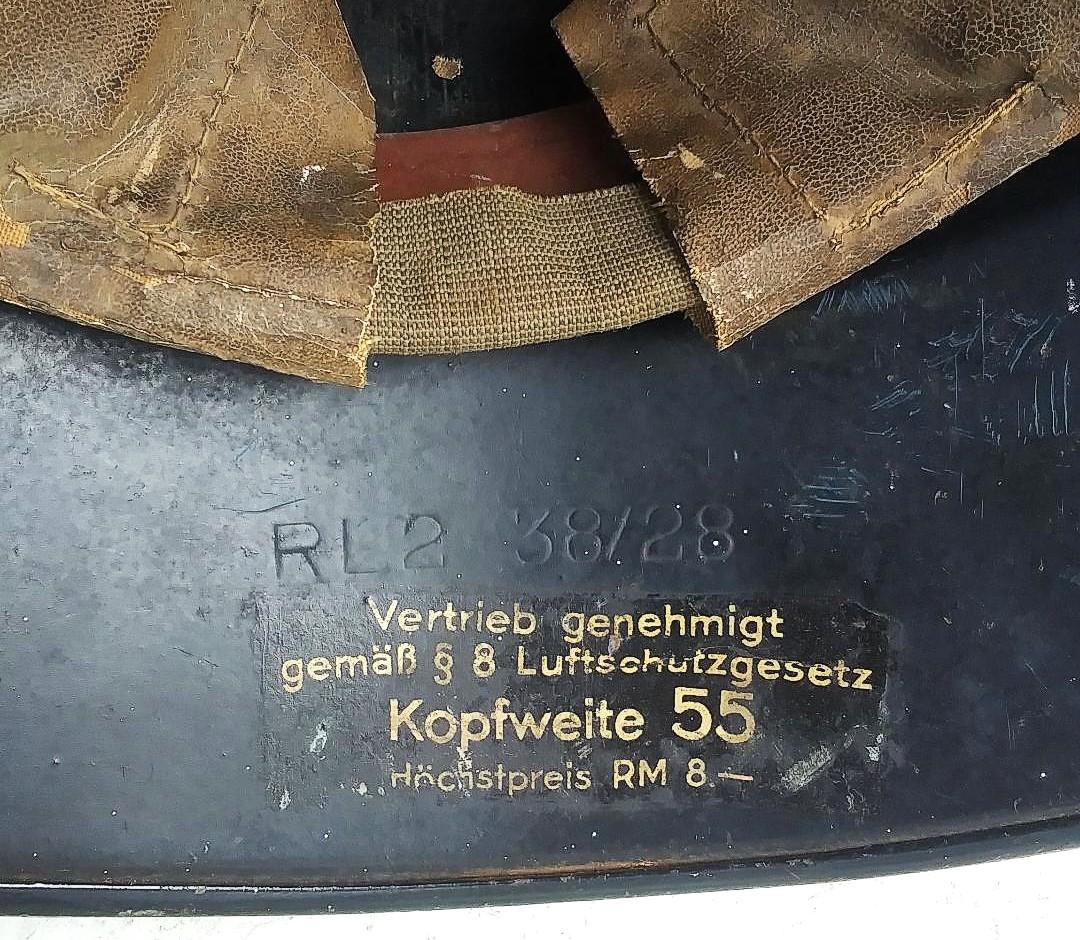 RL2 38/28
Vertrieb genehmigt
gemäß § 8 Luftschutzgesetz
Kopfweite 55
Höchstpreis RM 8.—